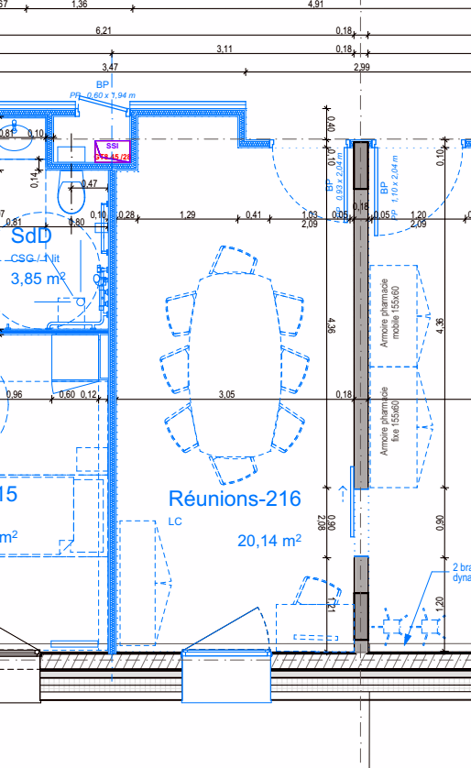 ,67
1,36
4,91
6,21
0,18
3,11
0,18
3,47
2,99
BP
PP 0,60 x 1,94 m
0,40
0,81
0,10
SSI
0,10
0,10
BP
0,93 x 2,04 m
BP
PP 1,10 x 2,04 m
0,14
0,47
0,18
0,10
0,28
1,29
0,41
1,03
0,05
0,05
1,20
0,81
0,80
2,09
2,09
SdD
CSG / 1 lit
3,85 m²
4,36
4,36
Armoire pharmacie
mobile 155x60
0,96
0,60
0,12
3,05
0,18
Armoire pharmacie
fixe 155x60
15
Réunions-216
LC
0,90
2,08
0,90
m²
20,14 m²
2 bra
dyna
1,21
1,20